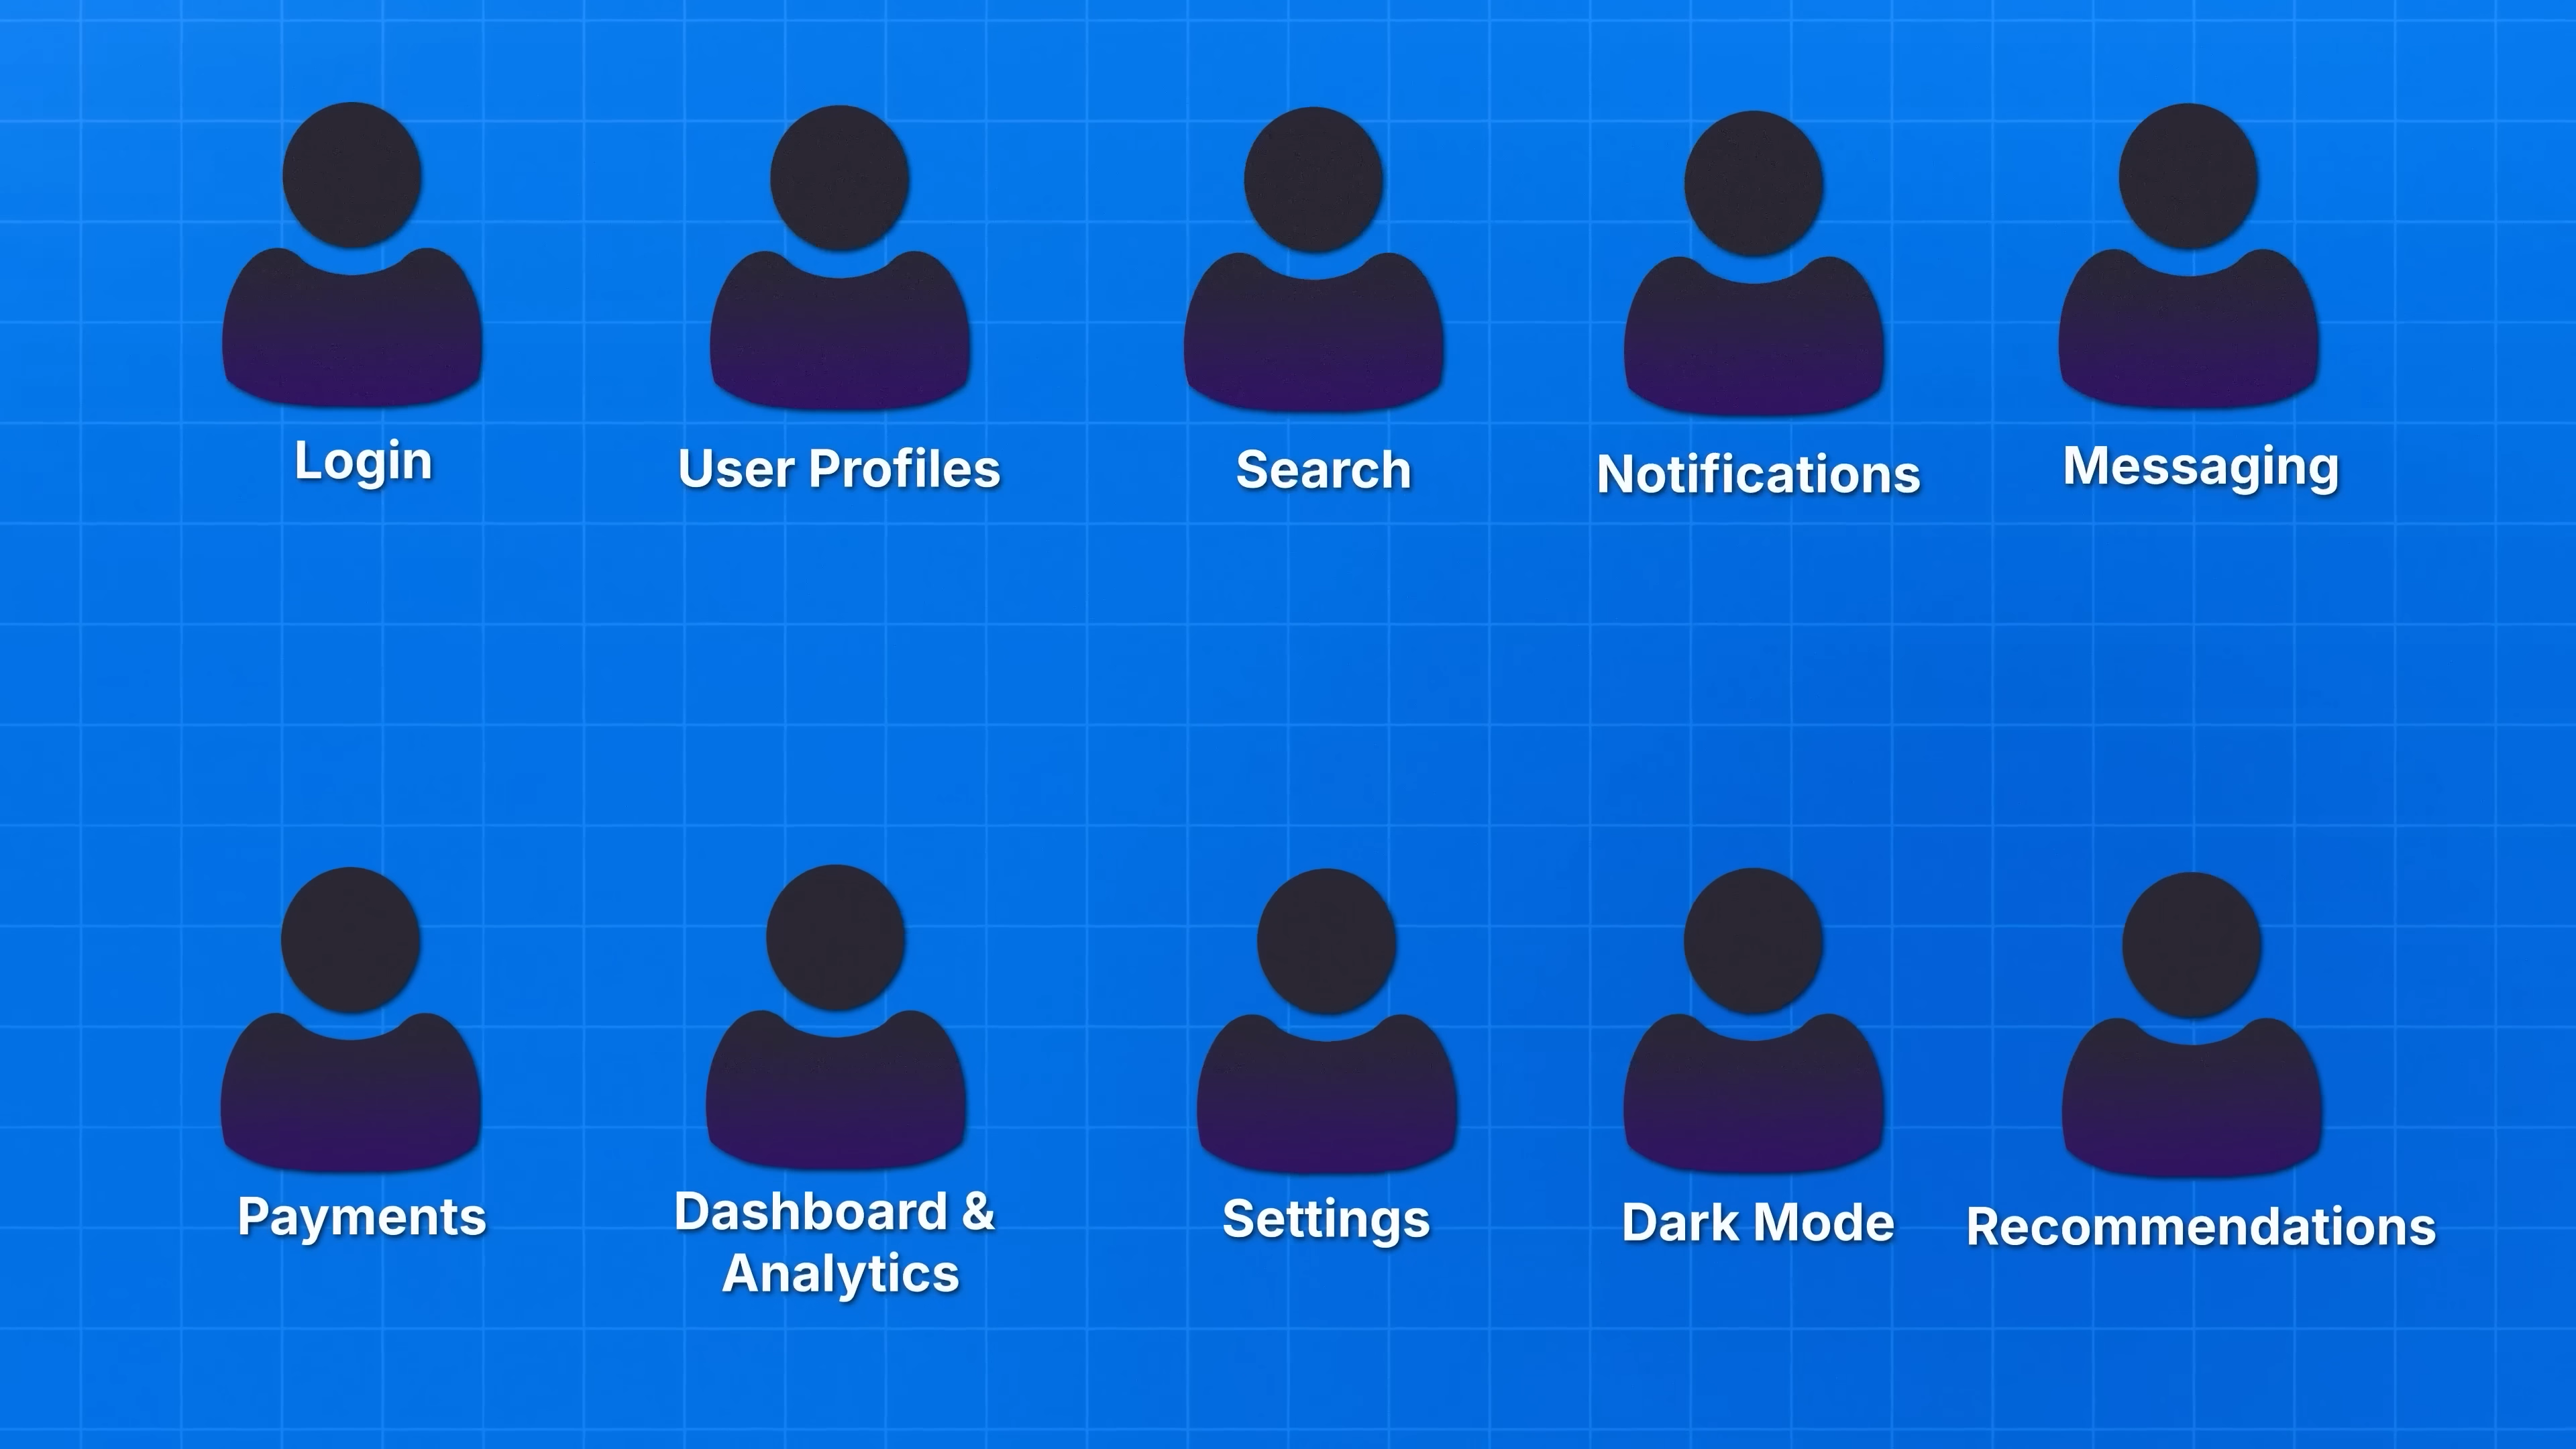 Login
User Profiles
Search
Notifications
Messaging
Payments
Dashboard &
Analytics
Settings
Dark Mode
Recommendations